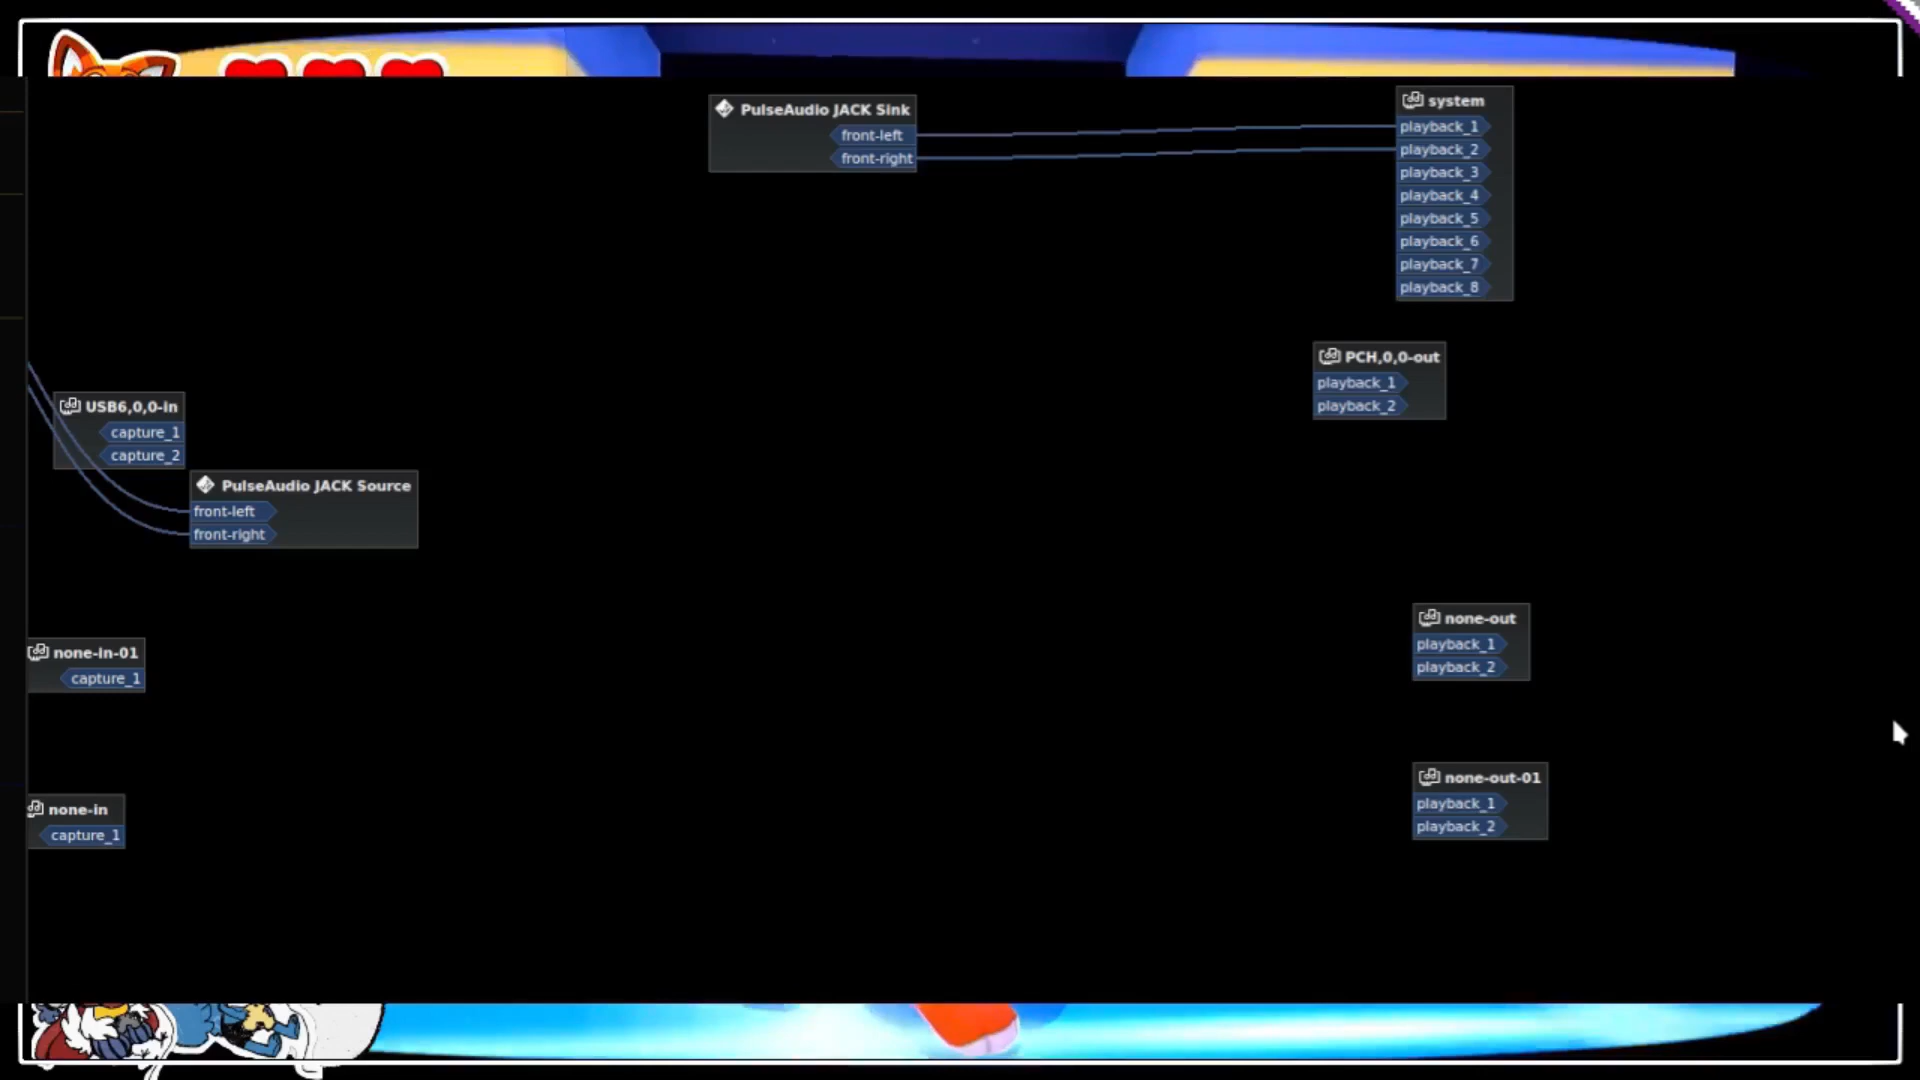 PulseAudio JACK Sink
front-left
front-right
system
playback_1
playback_2
playback_3
playback_4
playback_5
playback_6
playback_7
playback_8
PCH,0,0-out
playback_1
playback_2
USB6,0,0-in
capture_1
capture_2
PulseAudio JACK Source
front-left
front-right
none-out
playback_1
playback_2
none-in-01
capture_1
none-out-01
playback_1
playback_2
none-in
capture_1